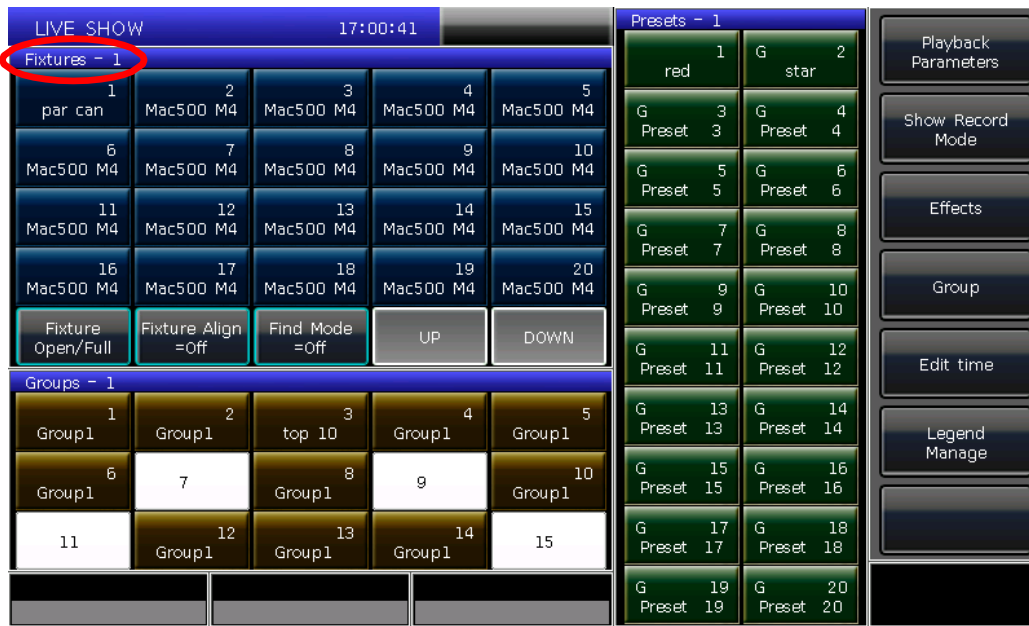 LIVE SHOW 17:00:41
Fixtures - 1
1 par can
2 Mac500 M4
3 Mac500 M4
4 Mac500 M4
5 Mac500 M4
6 Mac500 M4
7 Mac500 M4
8 Mac500 M4
9 Mac500 M4
10 Mac500 M4
11 Mac500 M4
12 Mac500 M4
13 Mac500 M4
14 Mac500 M4
15 Mac500 M4
16 Mac500 M4
17 Mac500 M4
18 Mac500 M4
19 Mac500 M4
20 Mac500 M4
Fixture
Open/Full
Fixture Align
=Off
Find Mode
=Off
UP
DOWN
Groups - 1
1 Group1
2 Group1
3 top 10
4 Group1
5 Group1
6 Group1
7
8 Group1
9
10 Group1
11
12 Group1
13 Group1
14 Group1
15
Presets - 1
1
red
G 2
star
G 3
Preset 3
G 4
Preset 4
G 5
Preset 5
G 6
Preset 6
G 7
Preset 7
G 8
Preset 8
G 9
Preset 9
G 10
Preset 10
G 11
Preset 11
G 12
Preset 12
G 13
Preset 13
G 14
Preset 14
G 15
Preset 15
G 16
Preset 16
G 17
Preset 17
G 18
Preset 18
G 19
Preset 19
G 20
Preset 20
Playback
Parameters
Show Record
Mode
Effects
Group
Edit time
Legend
Manage